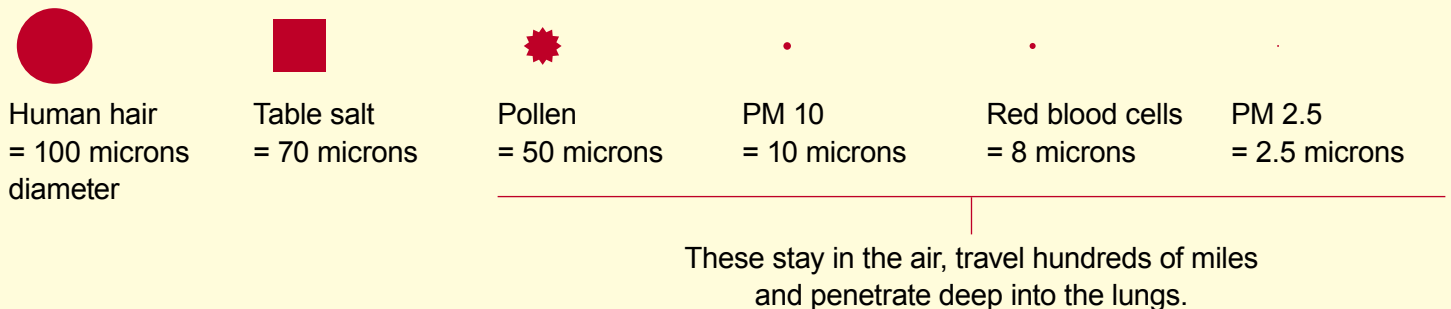 Human hair
= 100 microns
diameter
Table salt
= 70 microns
Pollen
= 50 microns
PM 10
= 10 microns
Red blood cells
= 8 microns
PM 2.5
= 2.5 microns
These stay in the air, travel hundreds of miles
and penetrate deep into the lungs.